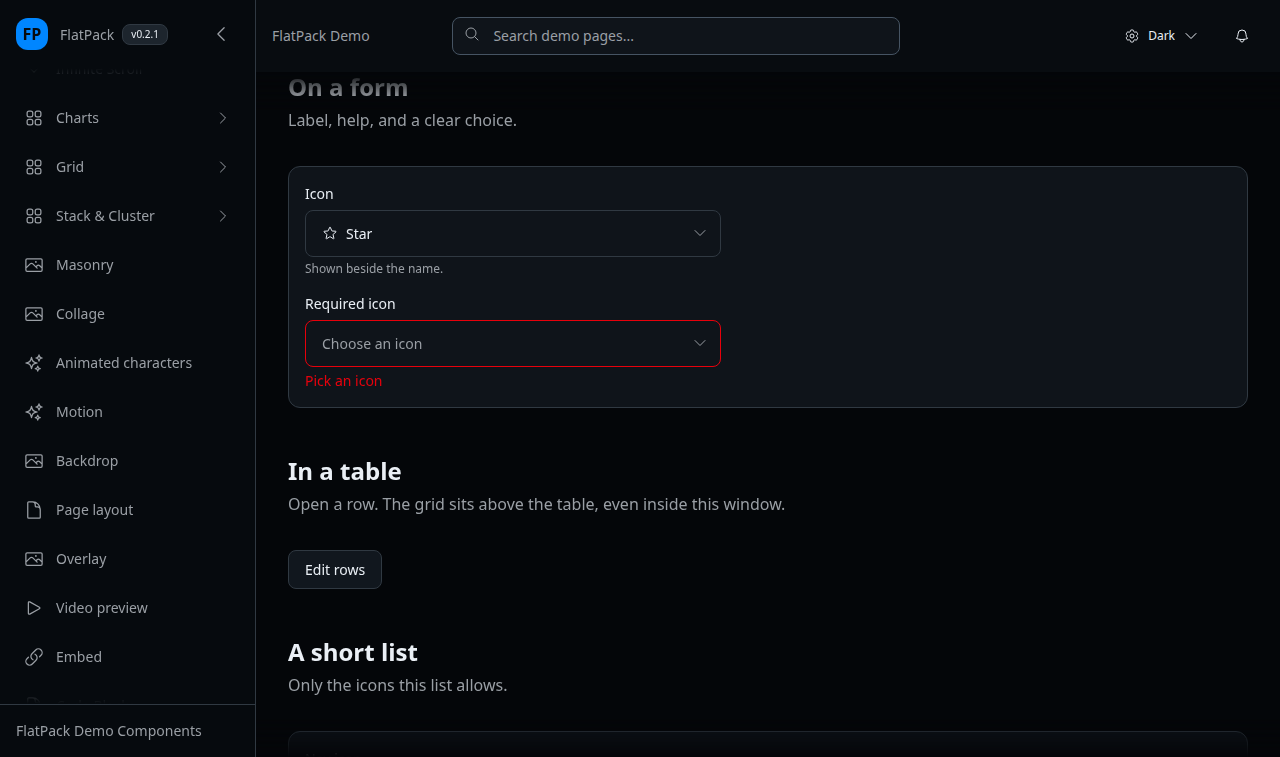 FP FlatPack v0.2.1
Charts
Grid
Stack & Cluster
Masonry
Collage
Animated characters
Motion
Backdrop
Page layout
Overlay
Video preview
Embed
FlatPack Demo Components
FlatPack Demo
Search demo pages...
Dark
On a form
Label, help, and a clear choice.
Icon
Star
Shown beside the name.
Required icon
Choose an icon
Pick an icon
In a table
Open a row. The grid sits above the table, even inside this window.
Edit rows
A short list
Only the icons this list allows.